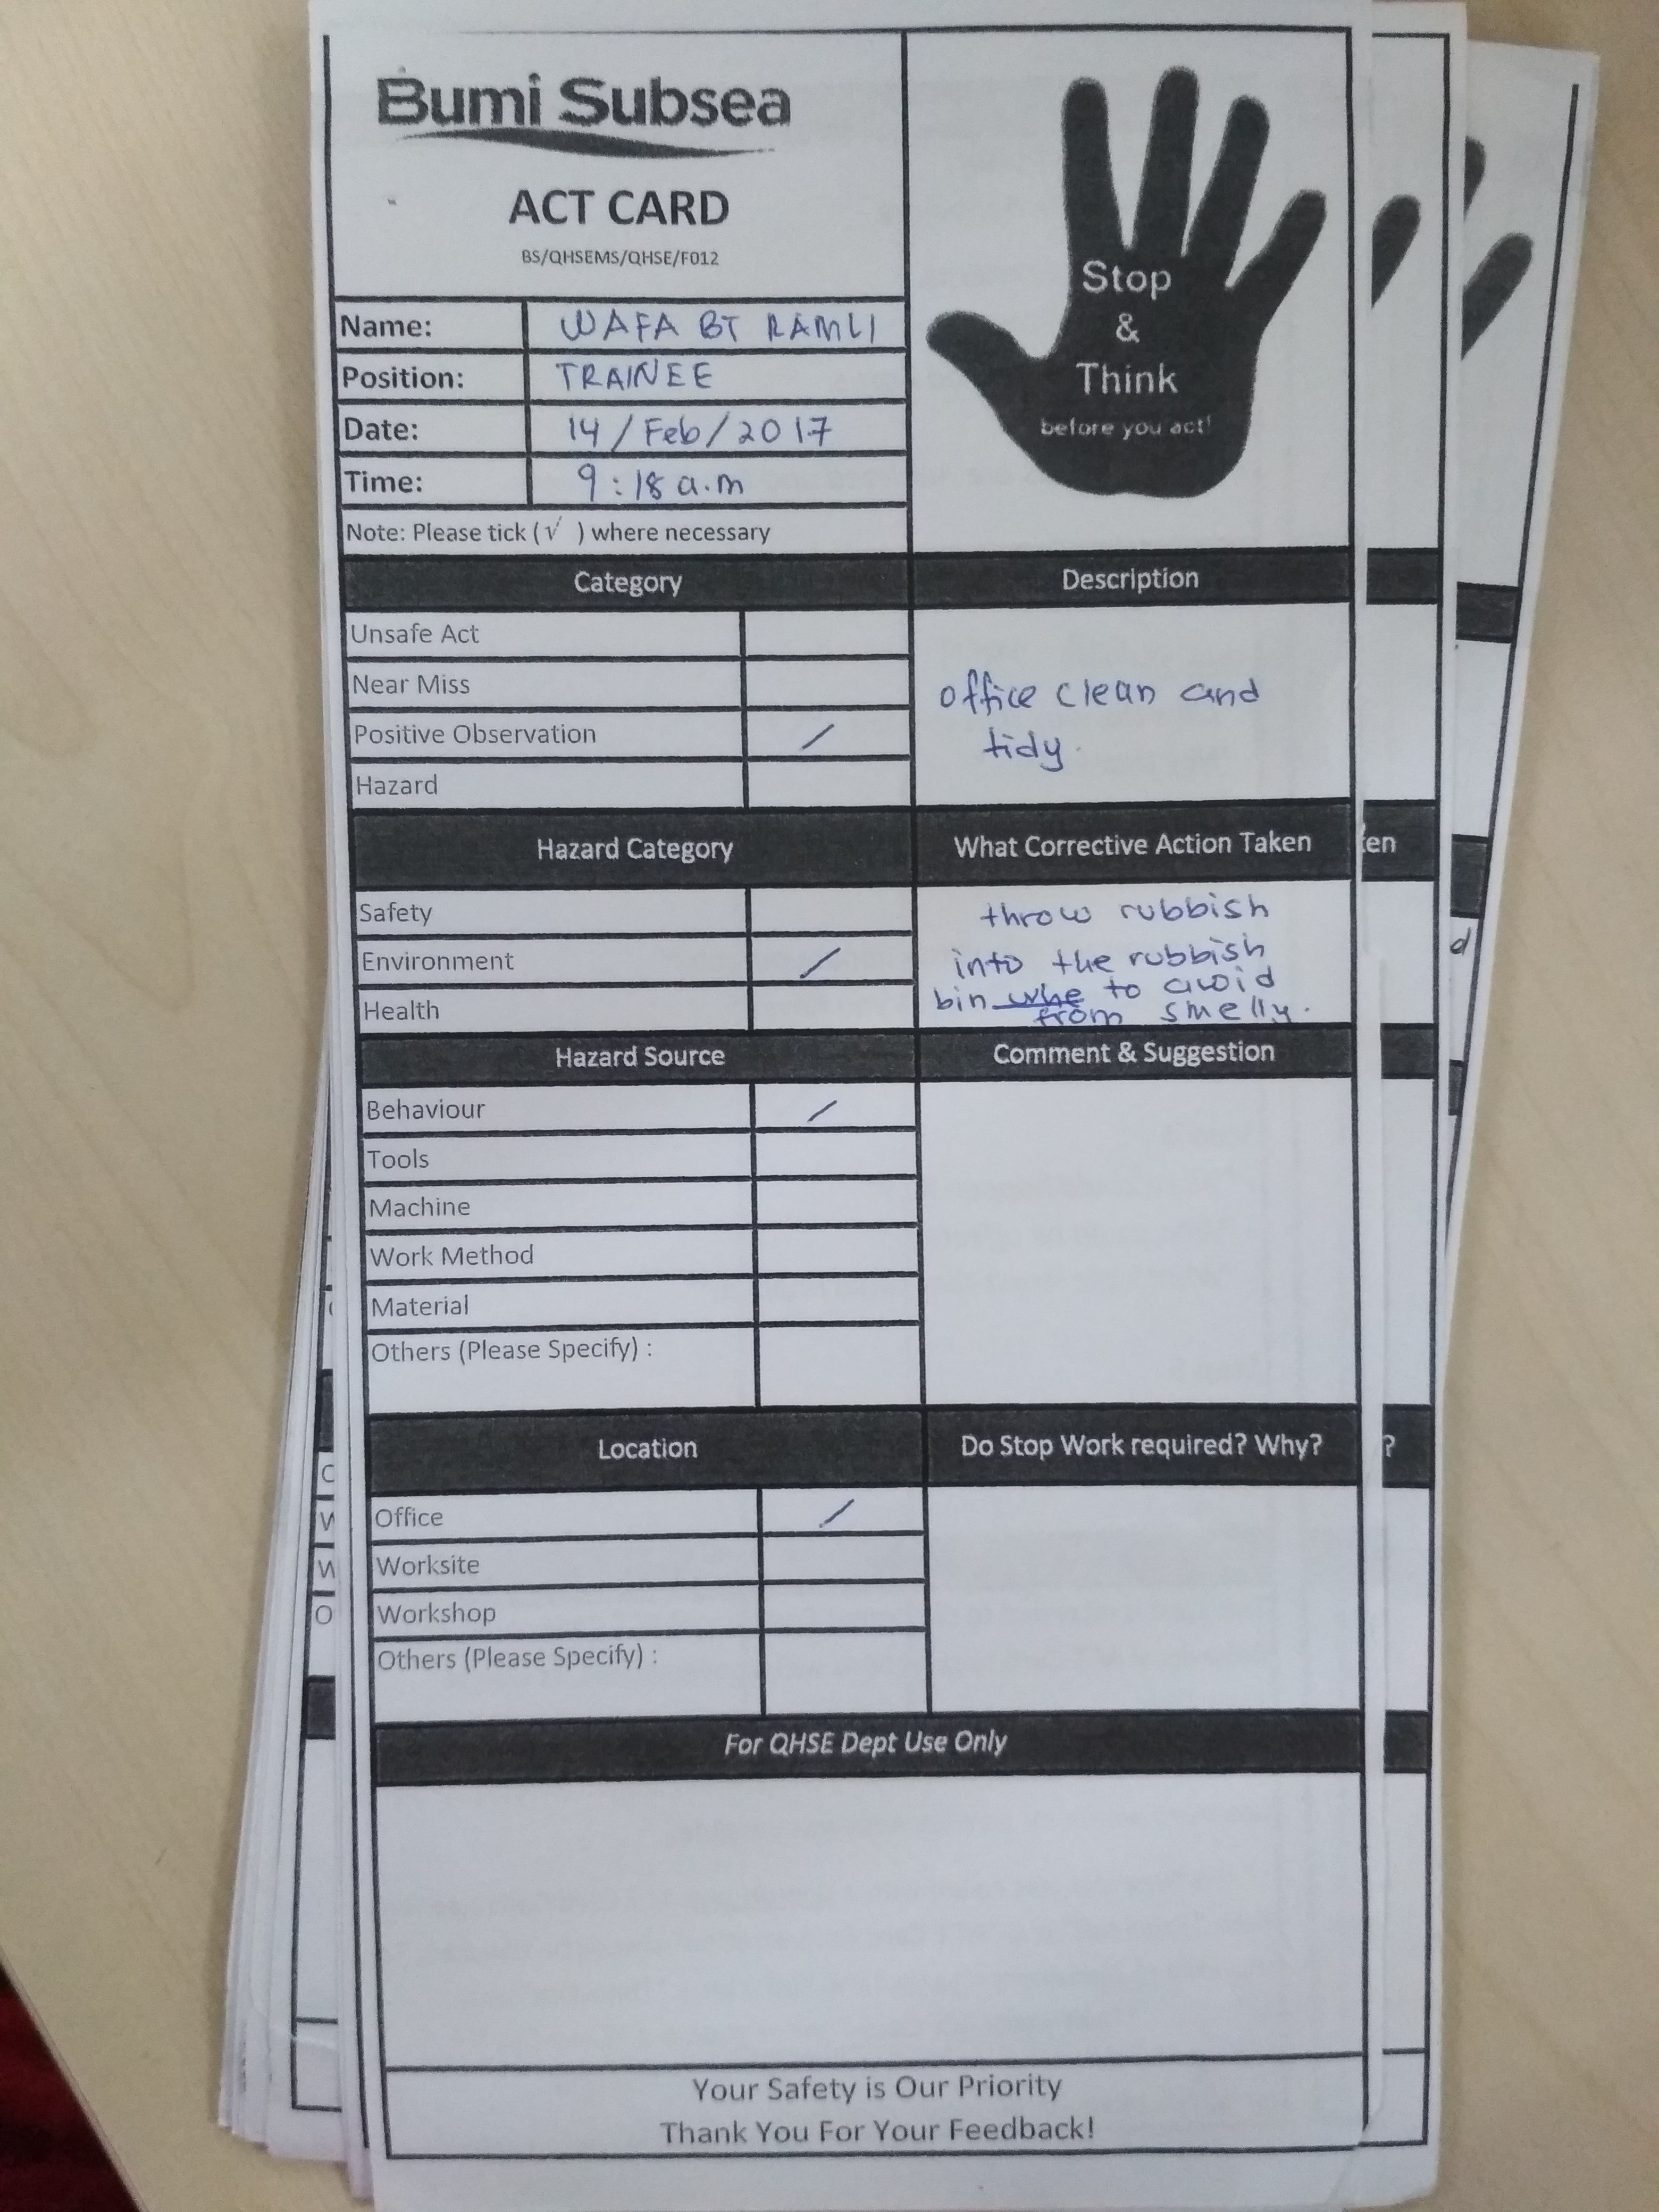 Bumi Subsea
ACT CARD
BS/QHSEMS/QHSE/F012
Stop
&
Think
before you act!
Name: WAFA BT RAMLI
Position: TRAINEE
Date: 14/Feb/2017
Time: 9:18 a.m
Note: Please tick (√ ) where necessary
Category
Unsafe Act
Near Miss
Positive Observation /
Hazard
Description
office clean and
tidy.
Hazard Category
Safety
Environment /
Health
What Corrective Action Taken
throw rubbish
into the rubbish
bin whe to avoid
from smelly.
Hazard Source
Behaviour /
Tools
Machine
Work Method
Material
Others (Please Specify) :
Comment & Suggestion
Location
Office /
Worksite
Workshop
Others (Please Specify) :
Do Stop Work required? Why?
For QHSE Dept Use Only
Your Safety is Our Priority
Thank You For Your Feedback!
ken
d
?
C
W
W
O